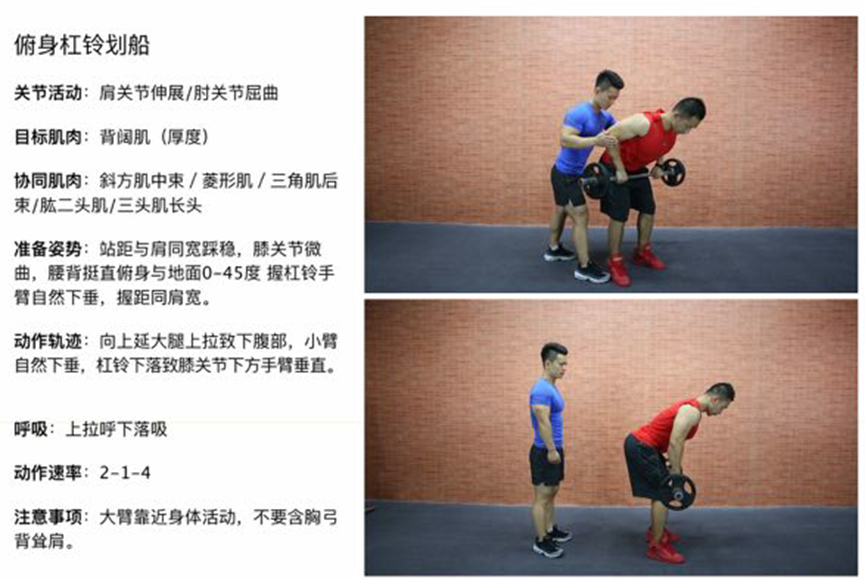 俯身杠铃划船
关节活动：肩关节伸展/肘关节屈曲
目标肌肉：背阔肌（厚度）
协同肌肉：斜方肌中束 / 菱形肌 / 三角肌后
束/肱二头肌/三头肌长头
准备姿势：站距与肩同宽踩稳，膝关节微
曲，腰背挺直俯身与地面0-45度 握杠铃手
臂自然下垂，握距同肩宽。
动作轨迹：向上延大腿上拉致下腹部，小臂
自然下垂，杠铃下落致膝关节下方手臂垂直。
呼吸：上拉呼下落吸
动作速率：2-1-4
注意事项：大臂靠近身体活动，不要含胸弓
背耸肩。